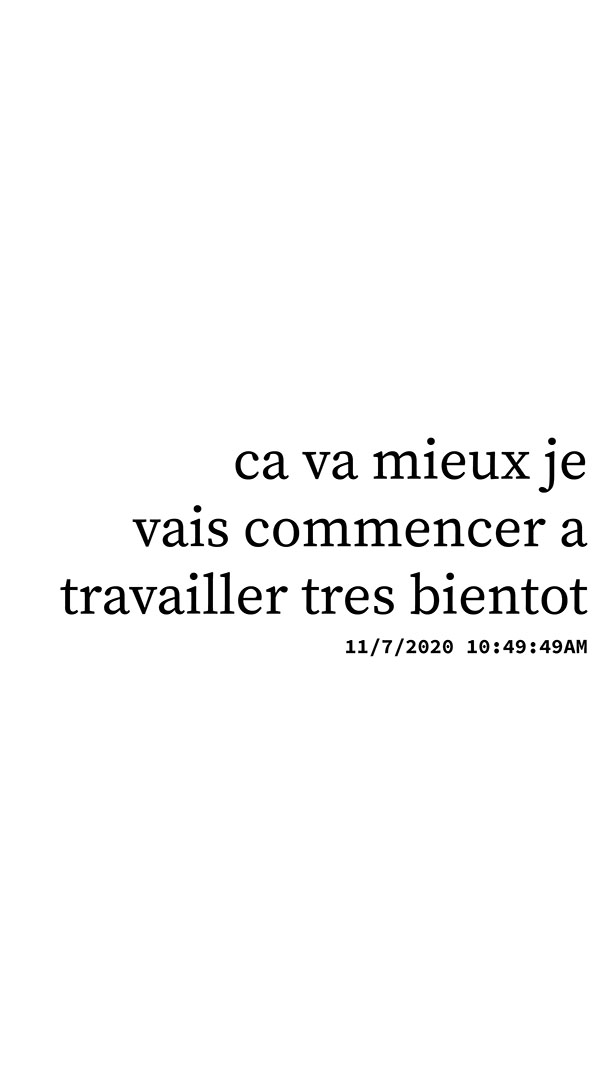 ca va mieux je
vais commencer a
travailler tres bientot
11/7/2020 10:49:49AM